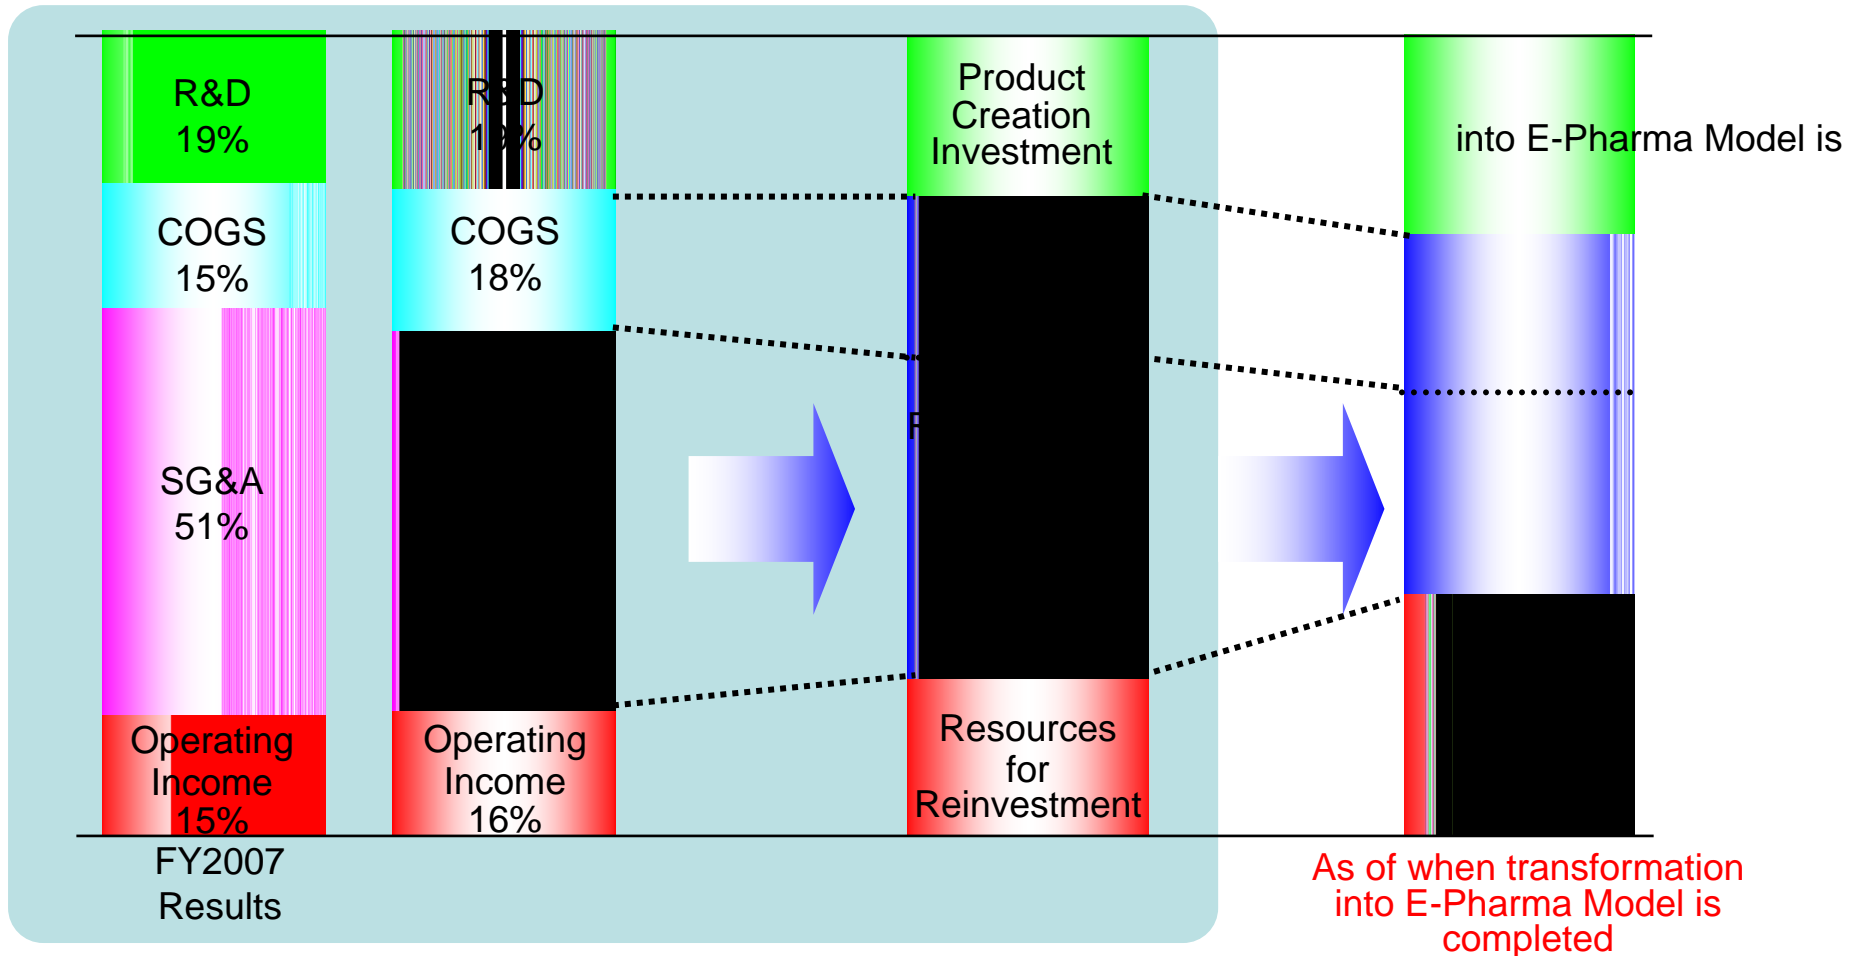 R&D
19%
COGS
15%
SG&A
51%
Operating
Income
15%
FY2007
Results
R&D
19%
COGS
18%
Operating
Income
16%
Product
Creation
Investment
Resources
for
Reinvestment
into E-Pharma Model is
As of when transformation
into E-Pharma Model is
completed